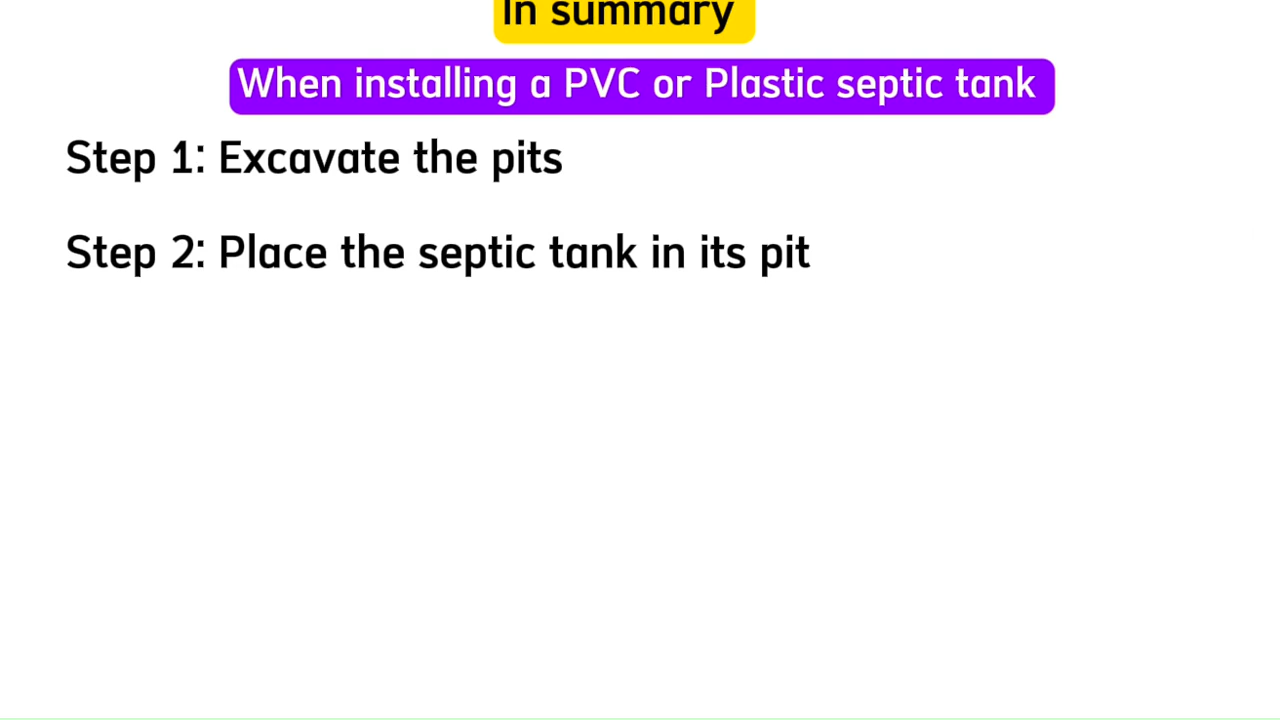 In summary
When installing a PVC or Plastic septic tank
Step 1: Excavate the pits
Step 2: Place the septic tank in its pit